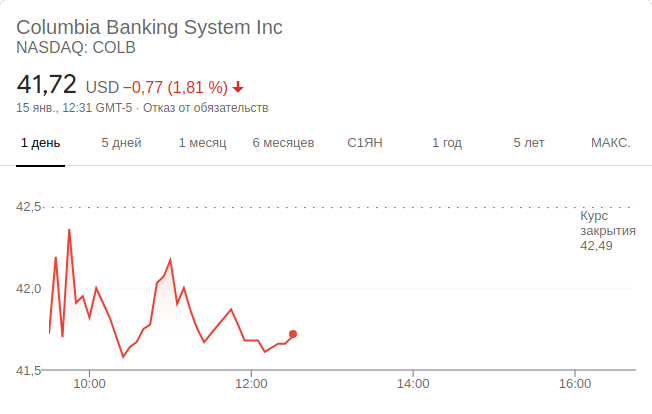 Columbia Banking System Inc
NASDAQ: COLB
41,72 USD −0,77 (1,81 %)
15 янв., 12:31 GMT-5 · Отказ от обязательств
1 день 5 дней 1 месяц 6 месяцев С1ЯН 1 год 5 лет МАКС.
42,5
Курс
закрытия
42,49
42,0
41,5
10:00 12:00 14:00 16:00